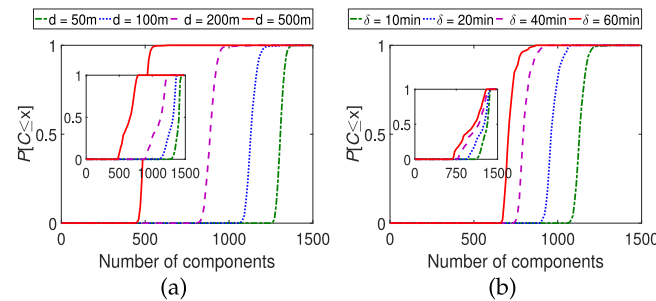 d = 50m d = 100m d = 200m d = 500m
δ = 10min δ = 20min δ = 40min δ = 60min
P[C≤x]
1
0.5
0
0 500 1000 1500
Number of components
1
0.5
0
0 500 1000 1500
(a)
P[C≤x]
1
0.5
0
0 500 1000 1500
Number of components
1
0.5
0
0 750 1500
(b)